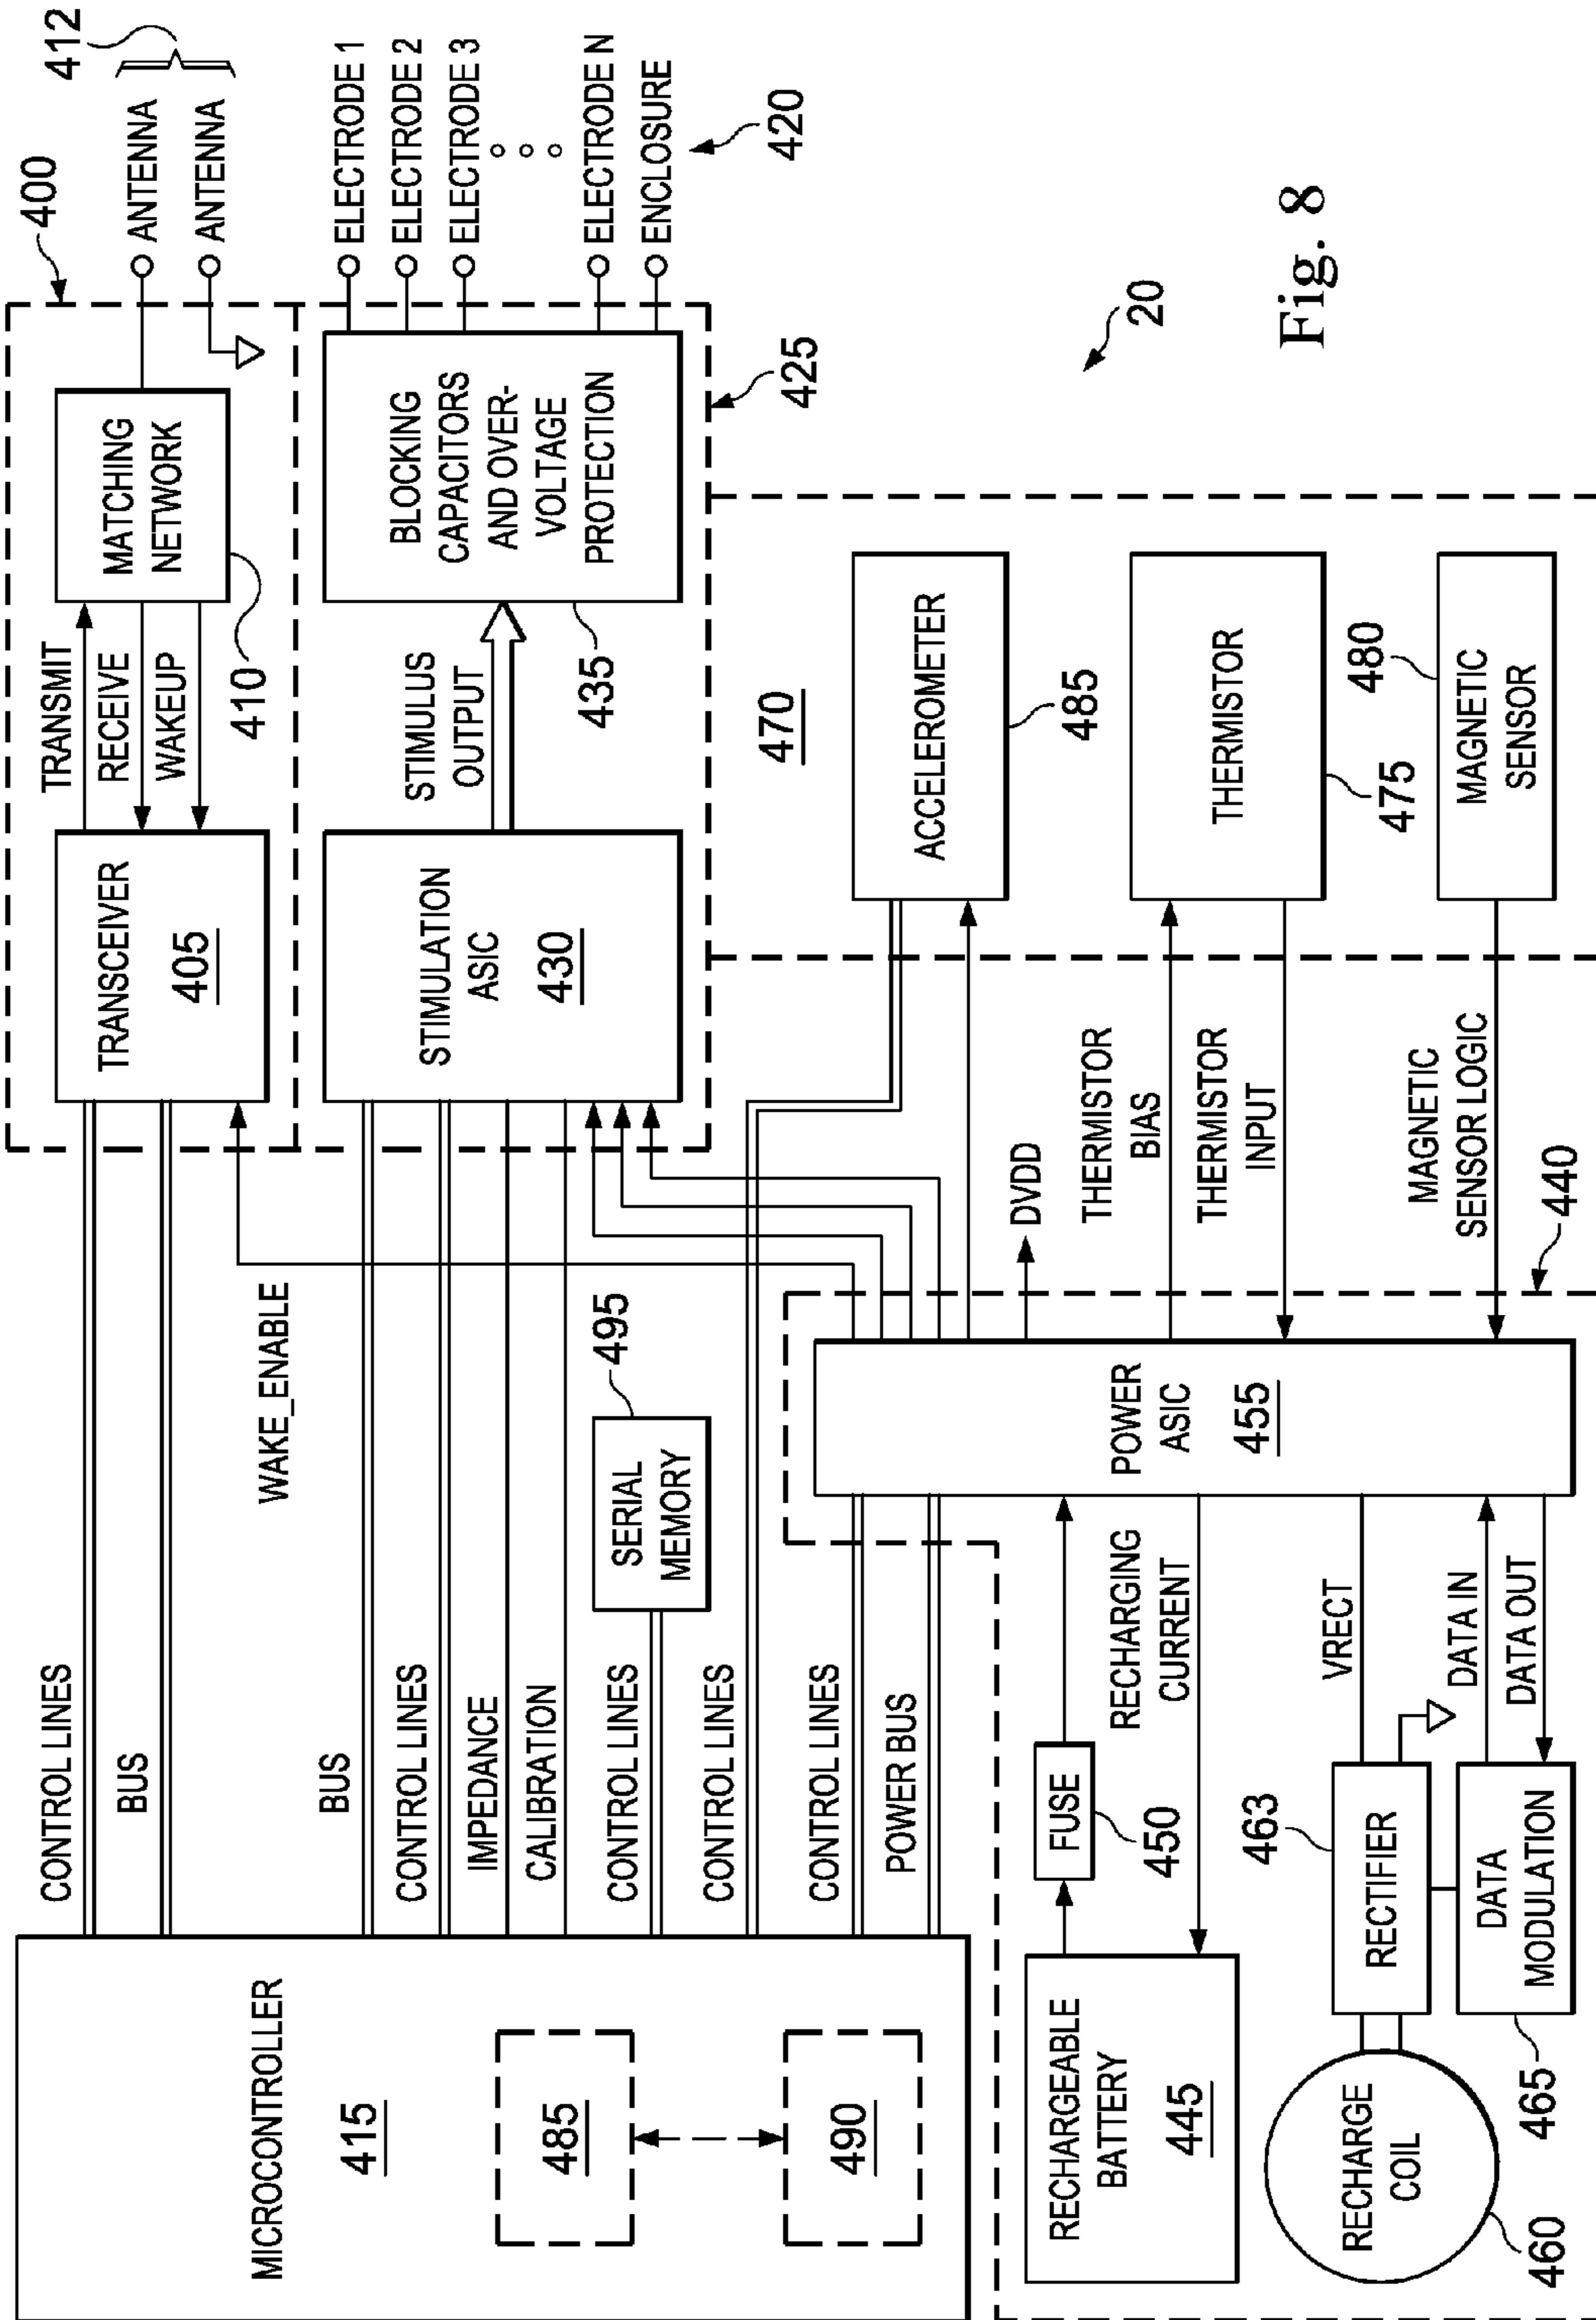 400
412
TRANSCEIVER
405
TRANSMIT
RECEIVE
WAKEUP
MATCHING
NETWORK
410
ANTENNA
ANTENNA
CONTROL LINES
BUS
WAKE_ENABLE
MICROCONTROLLER
415
485
490
BUS
CONTROL LINES
IMPEDANCE
CALIBRATION
STIMULATION
ASIC
430
STIMULUS
OUTPUT
BLOCKING
CAPACITORS
AND OVER-
VOLTAGE
PROTECTION
435
ELECTRODE 1
ELECTRODE 2
ELECTRODE 3
ELECTRODE N
ENCLOSURE
420
425
CONTROL LINES
SERIAL
MEMORY
495
CONTROL LINES
CONTROL LINES
POWER BUS
470
ACCELEROMETER
485
DVDD
THERMISTOR
BIAS
THERMISTOR
INPUT
THERMISTOR
475
MAGNETIC
SENSOR LOGIC
MAGNETIC
SENSOR
480
440
POWER
ASIC
455
RECHARGEABLE
BATTERY
445
FUSE
450
RECHARGING
CURRENT
RECHARGE
COIL
460
RECTIFIER
463
VRECT
DATA
MODULATION
465
DATA IN
DATA OUT
20
Fig. 8